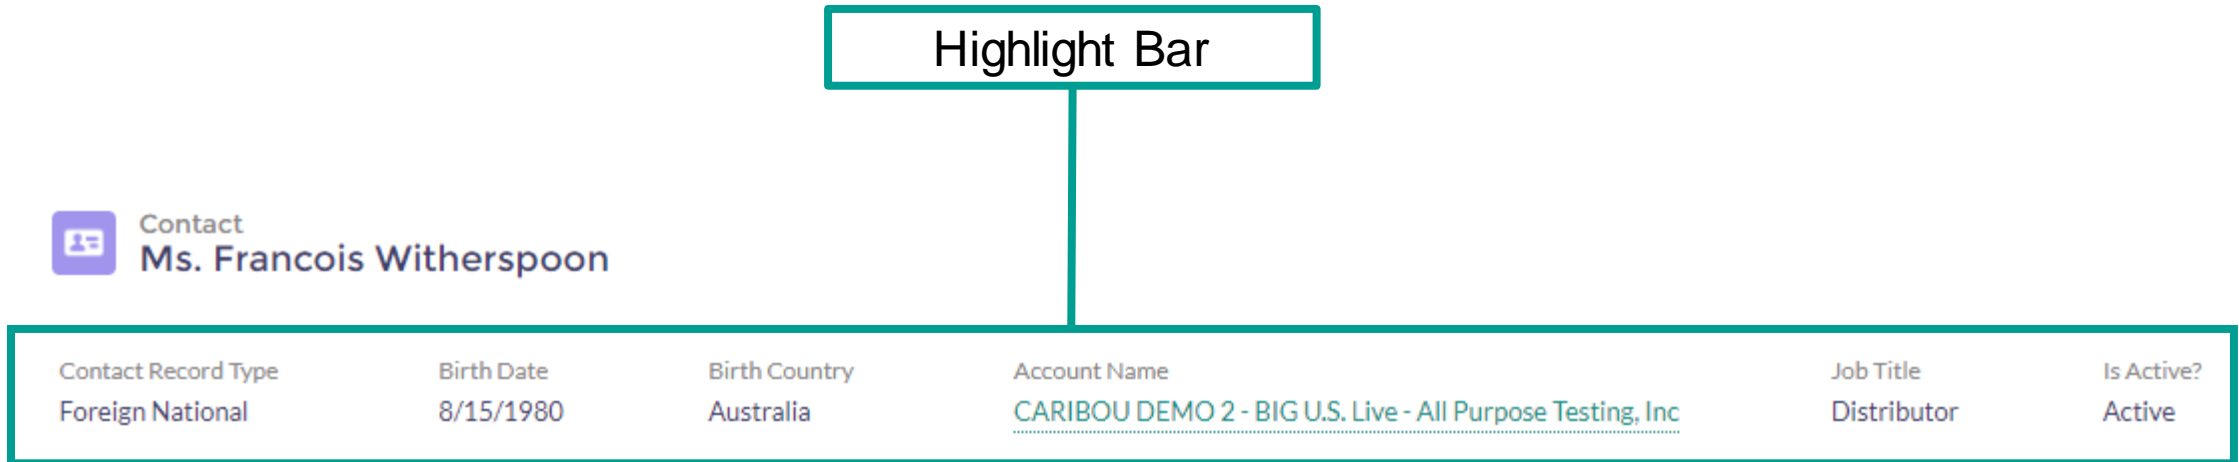 Highlight Bar
Contact
Ms. Francois Witherspoon
Contact Record Type Birth Date Birth Country Account Name Job Title Is Active?
Foreign National 8/15/1980 Australia CARIBOU DEMO 2 - BIG U.S. Live - All Purpose Testing, Inc Distributor Active